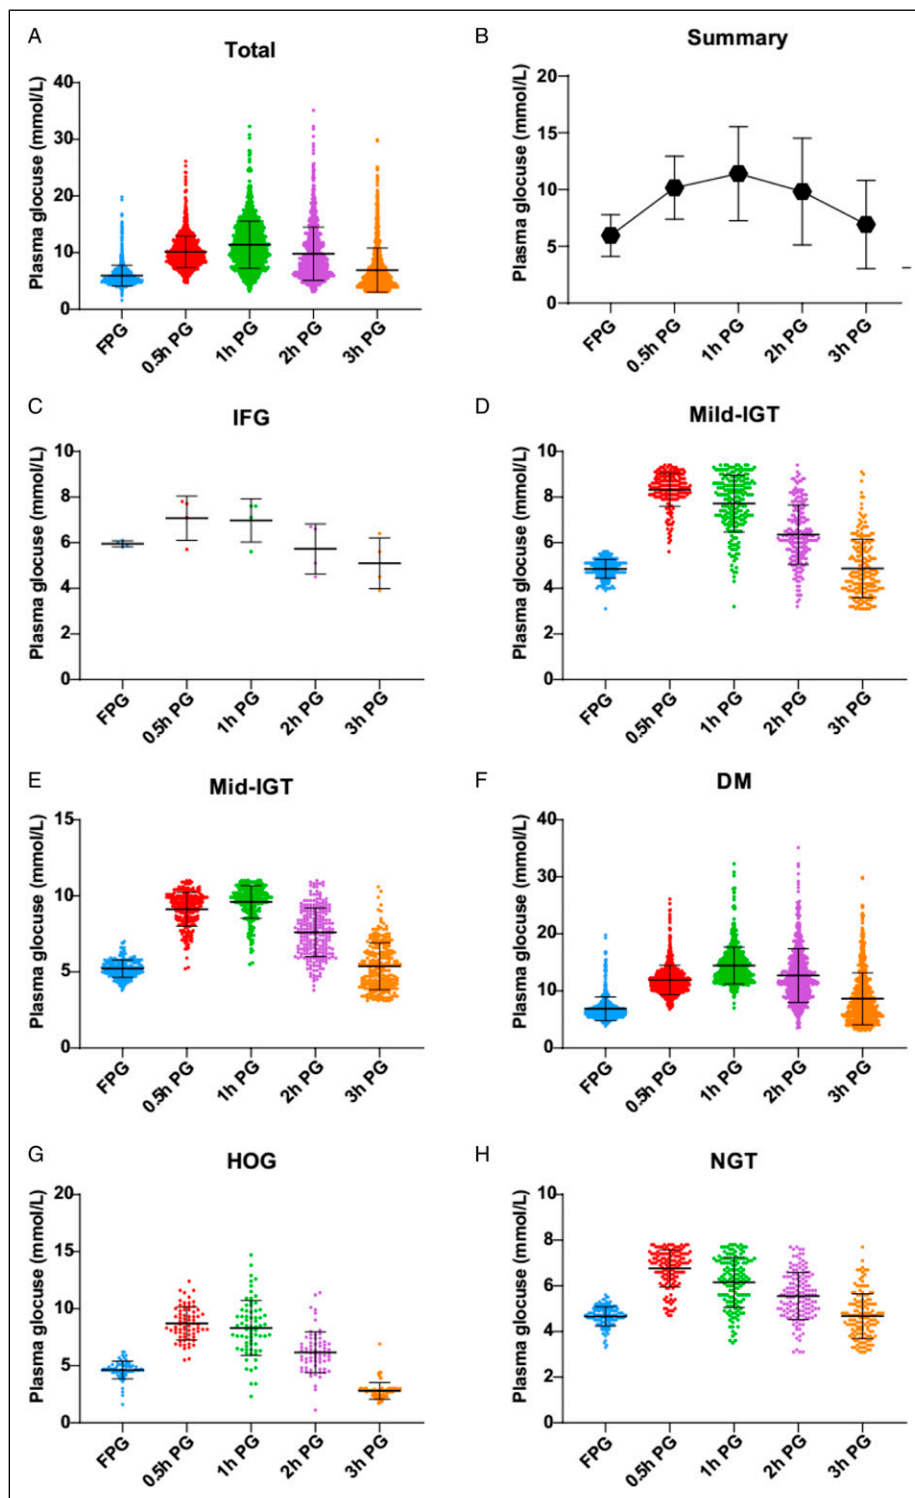 A
Total
Plasma glocuse (mmol/L)
40
30
20
10
0
FPG
0.5h PG
1h PG
2h PG
3h PG
B
Summary
Plasma glocuse (mmol/L)
20
15
10
5
0
FPG
0.5h PG
1h PG
2h PG
3h PG
C
IFG
Plasma glocuse (mmol/L)
10
8
6
4
2
0
FPG
0.5h PG
1h PG
2h PG
3h PG
D
Mild-IGT
Plasma glocuse (mmol/L)
10
8
6
4
2
0
FPG
0.5h PG
1h PG
2h PG
3h PG
E
Mid-IGT
Plasma glocuse (mmol/L)
15
10
5
0
FPG
0.5h PG
1h PG
2h PG
3h PG
F
DM
Plasma glocuse (mmol/L)
40
30
20
10
0
FPG
0.5h PG
1h PG
2h PG
3h PG
G
HOG
Plasma glocuse (mmol/L)
20
15
10
5
0
FPG
0.5h PG
1h PG
2h PG
3h PG
H
NGT
Plasma glocuse (mmol/L)
10
8
6
4
2
0
FPG
0.5h PG
1h PG
2h PG
3h PG